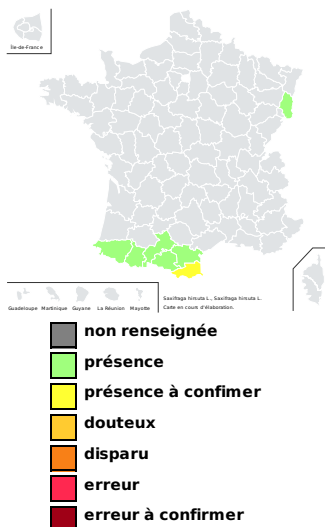 Île-de-France
Guadeloupe Martinique Guyane La Réunion Mayotte
Saxifraga hirsuta L., Saxifraga hirsuta L.
Carte en cours d'élaboration.
non renseignée
présence
présence à confimer
douteux
disparu
erreur
erreur à confirmer